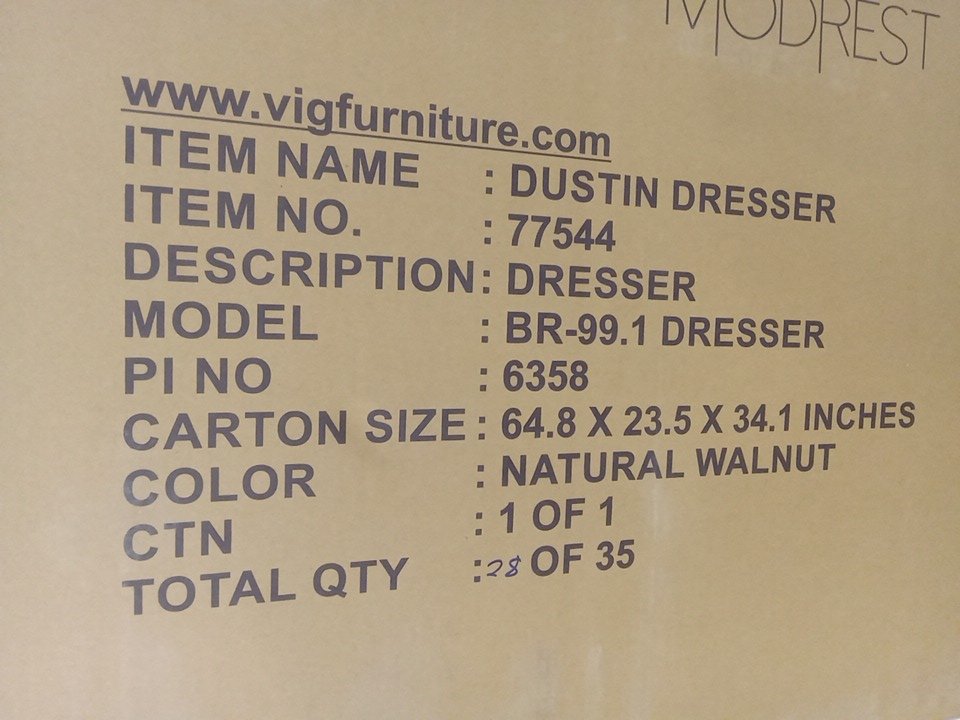 MODREST
www.vigfurniture.com
ITEM NAME : DUSTIN DRESSER
ITEM NO. : 77544
DESCRIPTION : DRESSER
MODEL : BR-99.1 DRESSER
PI NO : 6358
CARTON SIZE : 64.8 X 23.5 X 34.1 INCHES
COLOR : NATURAL WALNUT
CTN : 1 OF 1
TOTAL QTY : 28 OF 35